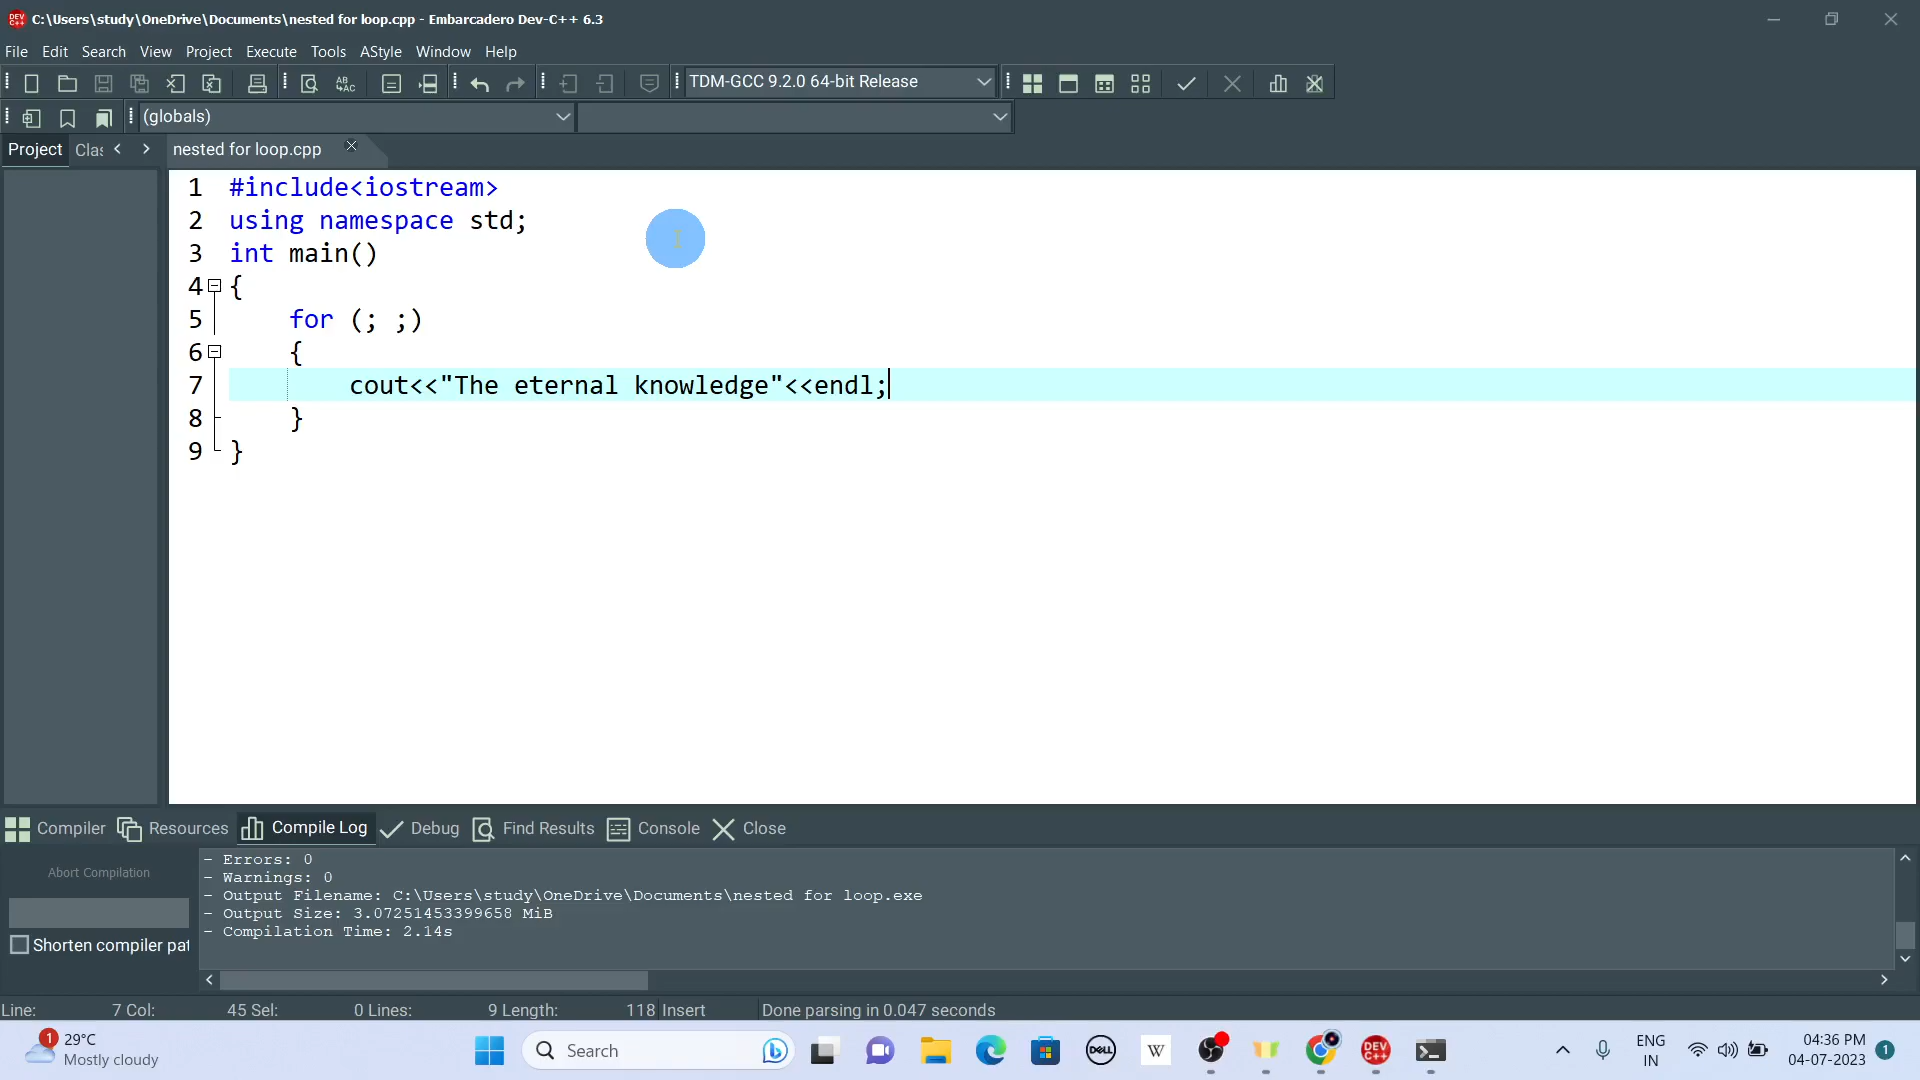 C:\Users\study\OneDrive\Documents\nested for loop.cpp - Embarcadero Dev-C++ 6.3
File Edit Search View Project Execute Tools AStyle Window Help
TDM-GCC 9.2.0 64-bit Release
(globals)
Project Clas nested for loop.cpp
1 #include<iostream>
2 using namespace std;
3 int main()
4 {
5 for (; ;)
6 {
7 cout<<"The eternal knowledge"<<endl;
8 }
9 }
Compiler Resources Compile Log Debug Find Results Console Close
Abort Compilation
Shorten compiler pat
- Errors: 0
- Warnings: 0
- Output Filename: C:\Users\study\OneDrive\Documents\nested for loop.exe
- Output Size: 3.07251453399658 MiB
- Compilation Time: 2.14s
Line: 7 Col: 45 Sel: 0 Lines: 9 Length: 118 Insert Done parsing in 0.047 seconds
1 29°C
Mostly cloudy
Search
DELL
W
DEV C++
ENG
IN
04:36 PM
04-07-2023
1